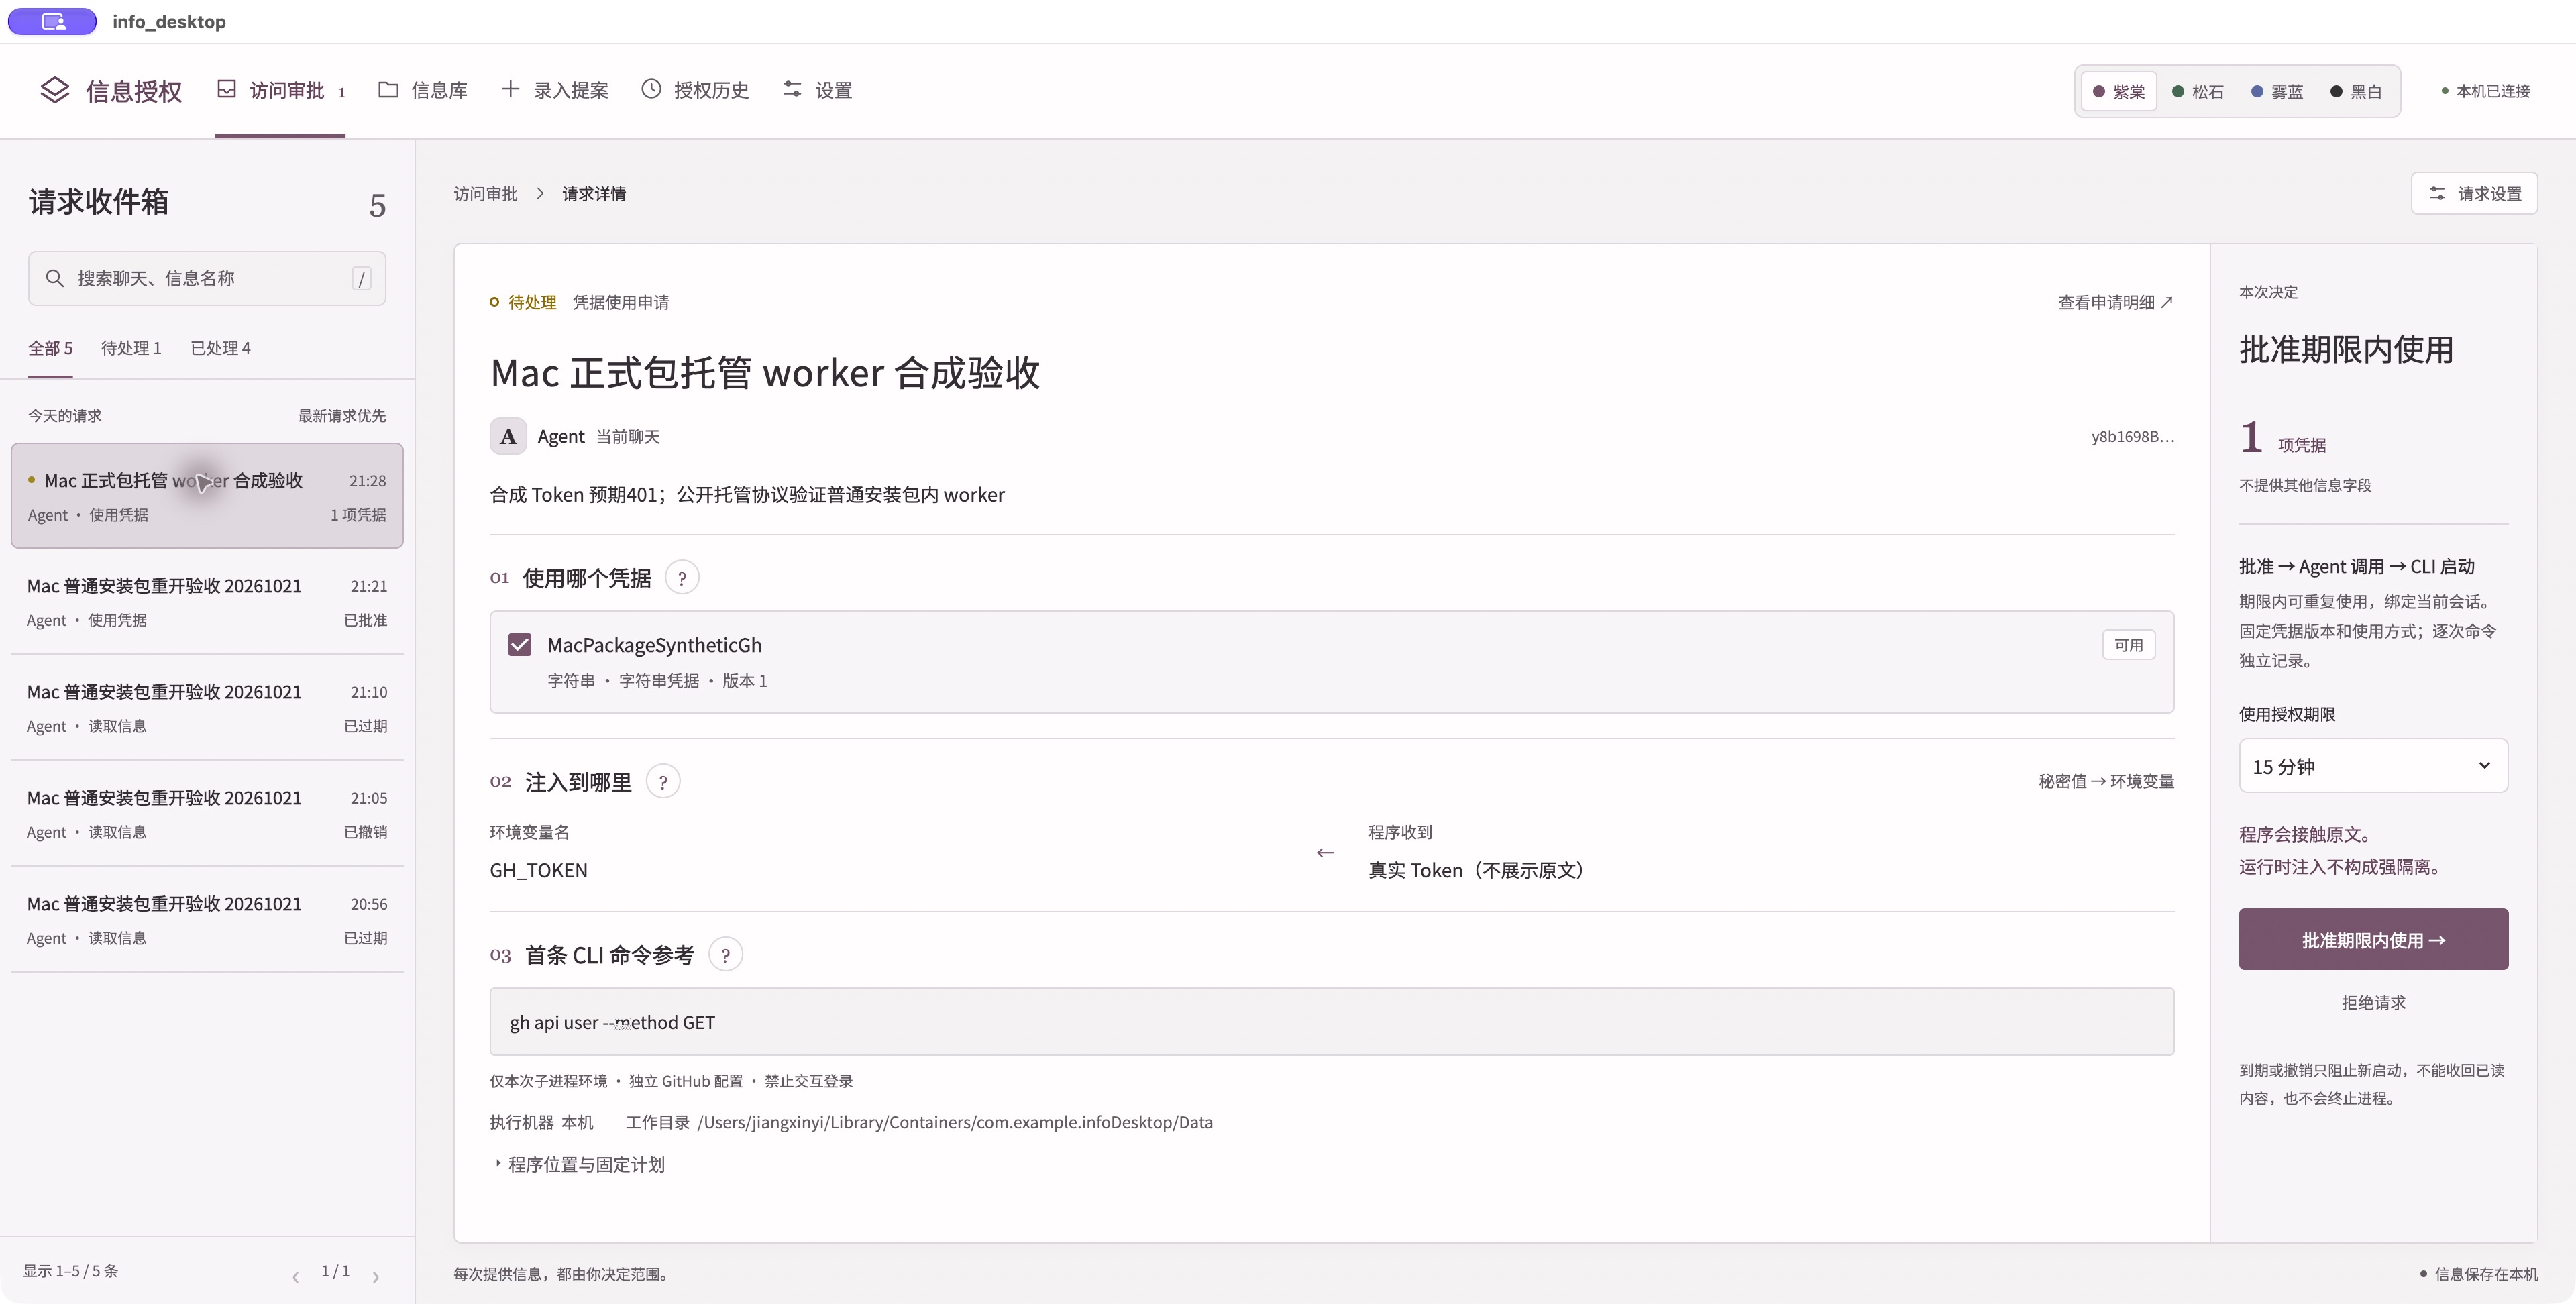 info_desktop
信息授权
访问审批 1
信息库
录入提案
授权历史
设置
紫棠
松石
雾蓝
黑白
本机已连接
请求收件箱
5
搜索聊天、信息名称
/
全部 5
待处理 1
已处理 4
今天的请求
最新请求优先
Mac 正式包托管 worker 合成验收
21:28
Agent · 使用凭据
1 项凭据
Mac 普通安装包重开验收 20261021
21:21
Agent · 使用凭据
已批准
Mac 普通安装包重开验收 20261021
21:10
Agent · 读取信息
已过期
Mac 普通安装包重开验收 20261021
21:05
Agent · 读取信息
已撤销
Mac 普通安装包重开验收 20261021
20:56
Agent · 读取信息
已过期
显示 1–5 / 5 条
‹ 1 / 1 ›
访问审批 > 请求详情
请求设置
待处理 凭据使用申请
查看申请明细 ↗
Mac 正式包托管 worker 合成验收
A Agent 当前聊天
y8b1698B…
合成 Token 预期401；公开托管协议验证普通安装包内 worker
01 使用哪个凭据 ?
MacPackageSyntheticGh
可用
字符串 · 字符串凭据 · 版本 1
02 注入到哪里 ?
秘密值 → 环境变量
环境变量名
GH_TOKEN
←
程序收到
真实 Token（不展示原文）
03 首条 CLI 命令参考 ?
gh api user --method GET
仅本次子进程环境 · 独立 GitHub 配置 · 禁止交互登录
执行机器 本机 工作目录 /Users/jiangxinyi/Library/Containers/com.example.infoDesktop/Data
程序位置与固定计划
本次决定
批准期限内使用
1 项凭据
不提供其他信息字段
批准 → Agent 调用 → CLI 启动
期限内可重复使用，绑定当前会话。
固定凭据版本和使用方式；逐次命令
独立记录。
使用授权期限
15 分钟
程序会接触原文。
运行时注入不构成强隔离。
批准期限内使用 →
拒绝请求
到期或撤销只阻止新启动，不能收回已读
内容，也不会终止进程。
每次提供信息，都由你决定范围。
信息保存在本机